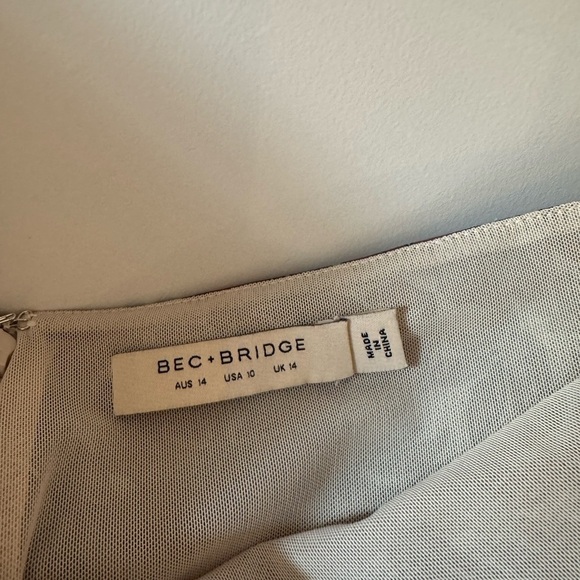 BEC + BRIDGE
AUS 14 USA 10 UK 14
MADE
IN
CHINA